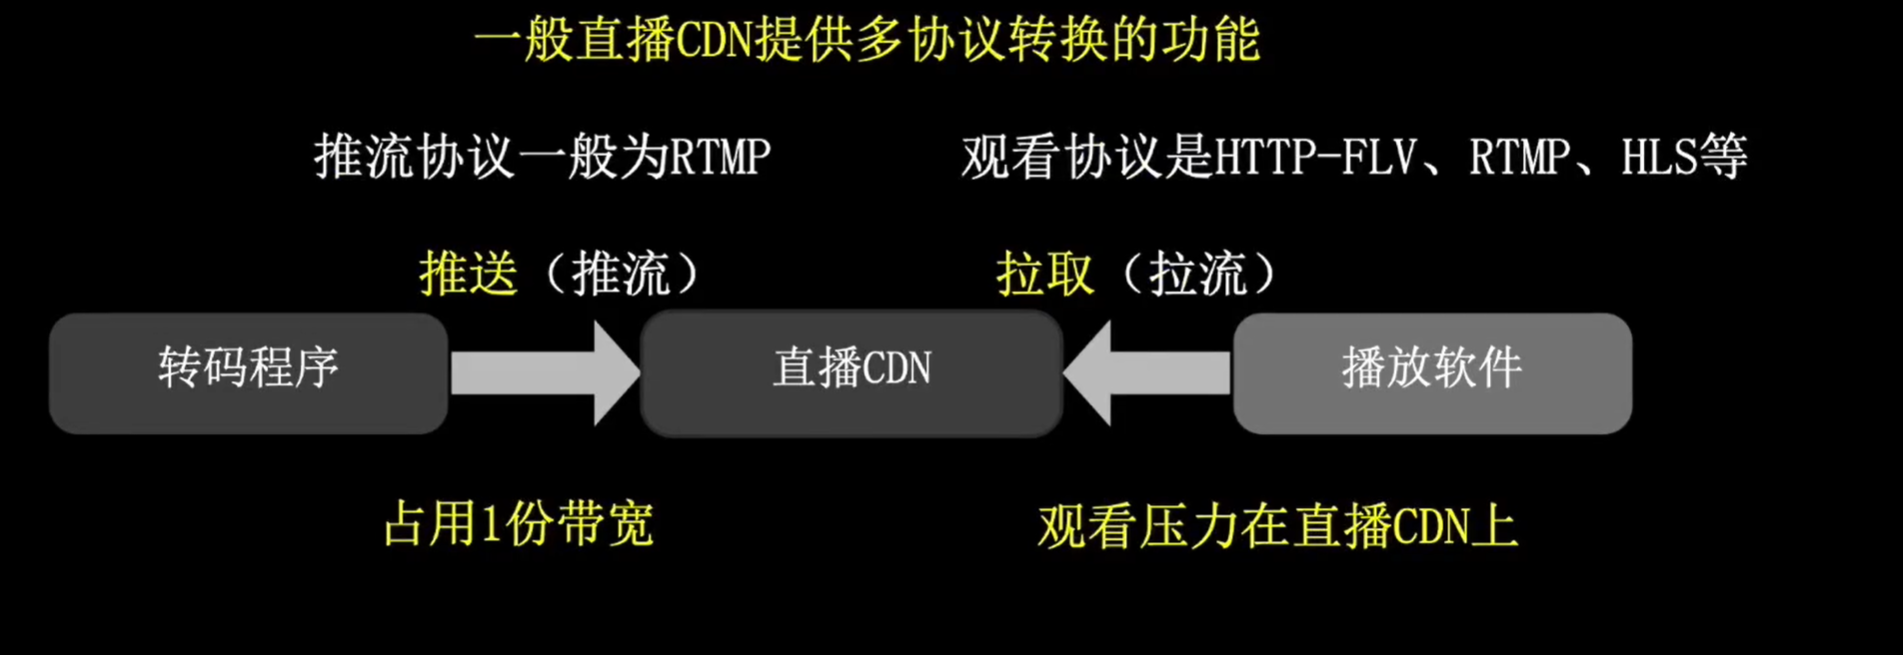 一般直播CDN提供多协议转换的功能
推流协议一般为RTMP
观看协议是HTTP-FLV、RTMP、HLS等
推送（推流）
拉取（拉流）
转码程序
直播CDN
播放软件
占用1份带宽
观看压力在直播CDN上